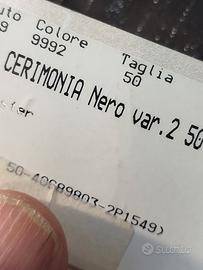 uto Colore Taglia
9 9992 50
CERIMONIA Nero var.2 50
ster
50-40689803-2P1549)
Subito